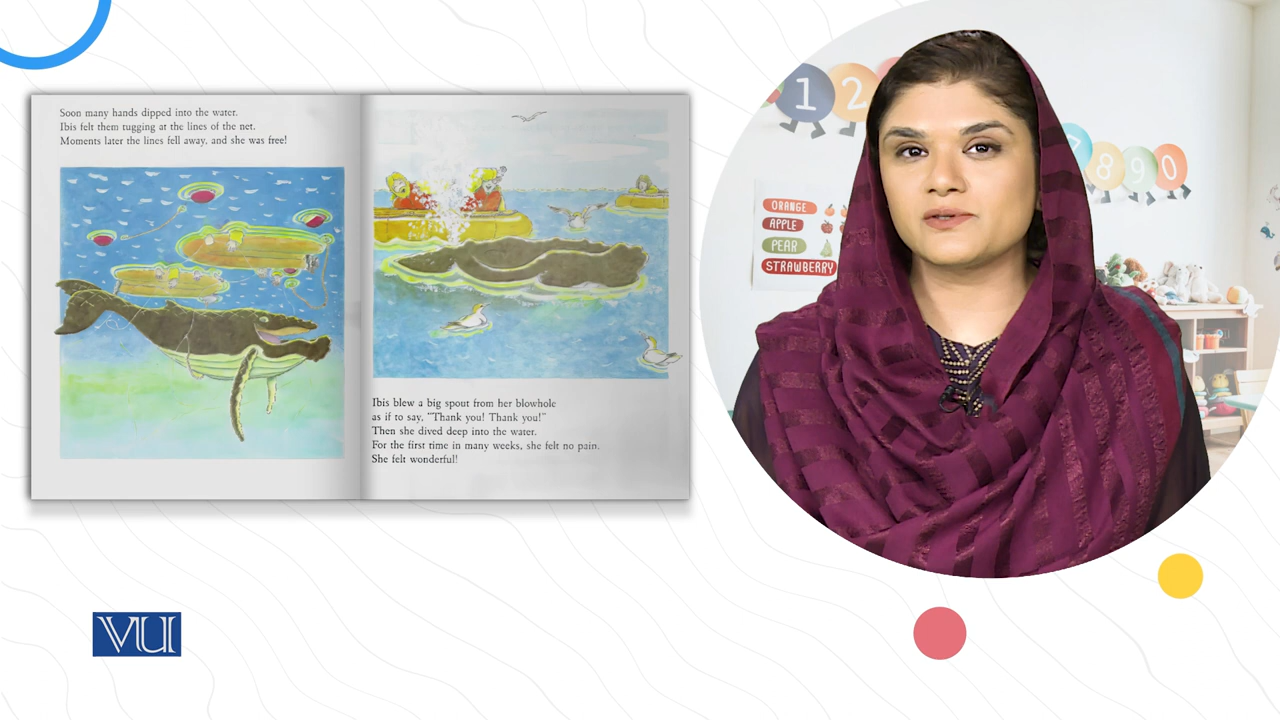 Soon many hands dipped into the water.
Ibis felt them tugging at the lines of the net.
Moments later the lines fell away, and she was free!
Ibis blew a big spout from her blowhole
as if to say, "Thank you! Thank you!"
Then she dived deep into the water.
For the first time in many weeks, she felt no pain.
She felt wonderful!
1 2
8 9 0
ORANGE
APPLE
PEAR
STRAWBERRY
VU